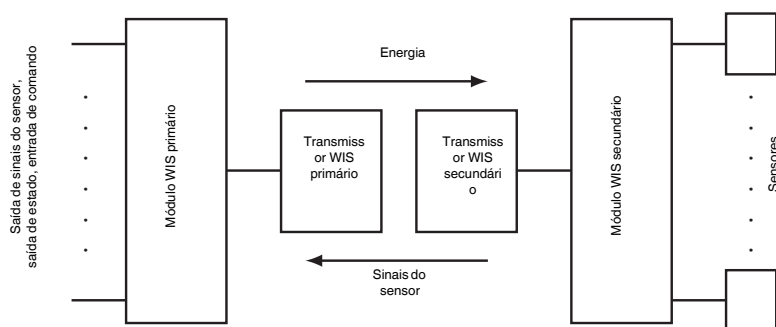 Saída de sinais do sensor,
saída de estado, entrada de comando
Módulo WIS primário
Energia
Transmiss
or WIS
primário
Transmiss
or WIS
secundári
o
Sinais do
sensor
Módulo WIS secundário
Sensores